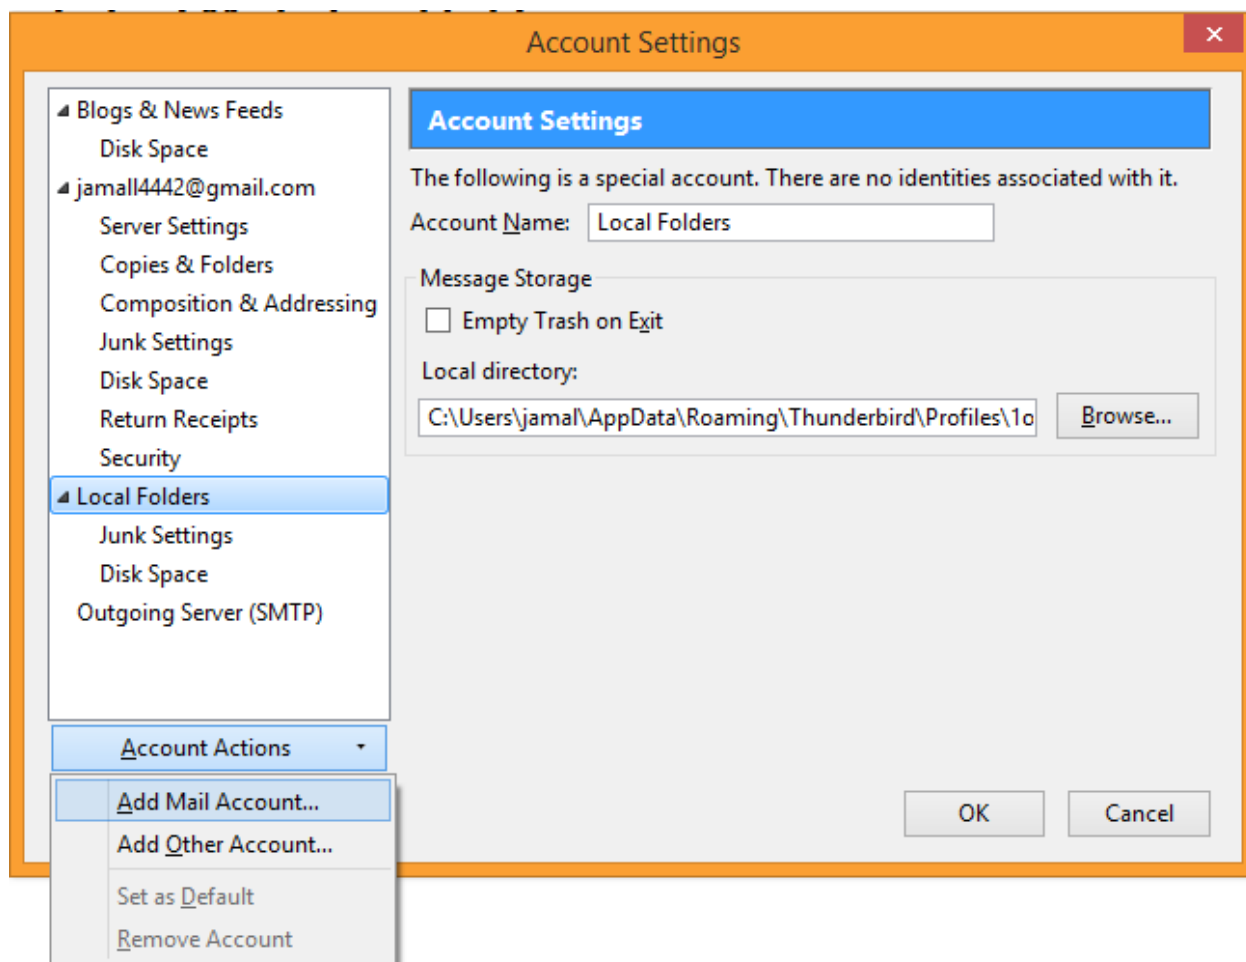 Account Settings
Blogs & News Feeds
Disk Space
jamall4442@gmail.com
Server Settings
Copies & Folders
Composition & Addressing
Junk Settings
Disk Space
Return Receipts
Security
Local Folders
Junk Settings
Disk Space
Outgoing Server (SMTP)
Account Actions
Add Mail Account...
Add Other Account...
Set as Default
Remove Account
Account Settings
The following is a special account. There are no identities associated with it.
Account Name: Local Folders
Message Storage
Empty Trash on Exit
Local directory:
C:\Users\jamal\AppData\Roaming\Thunderbird\Profiles\1o Browse...
OK Cancel